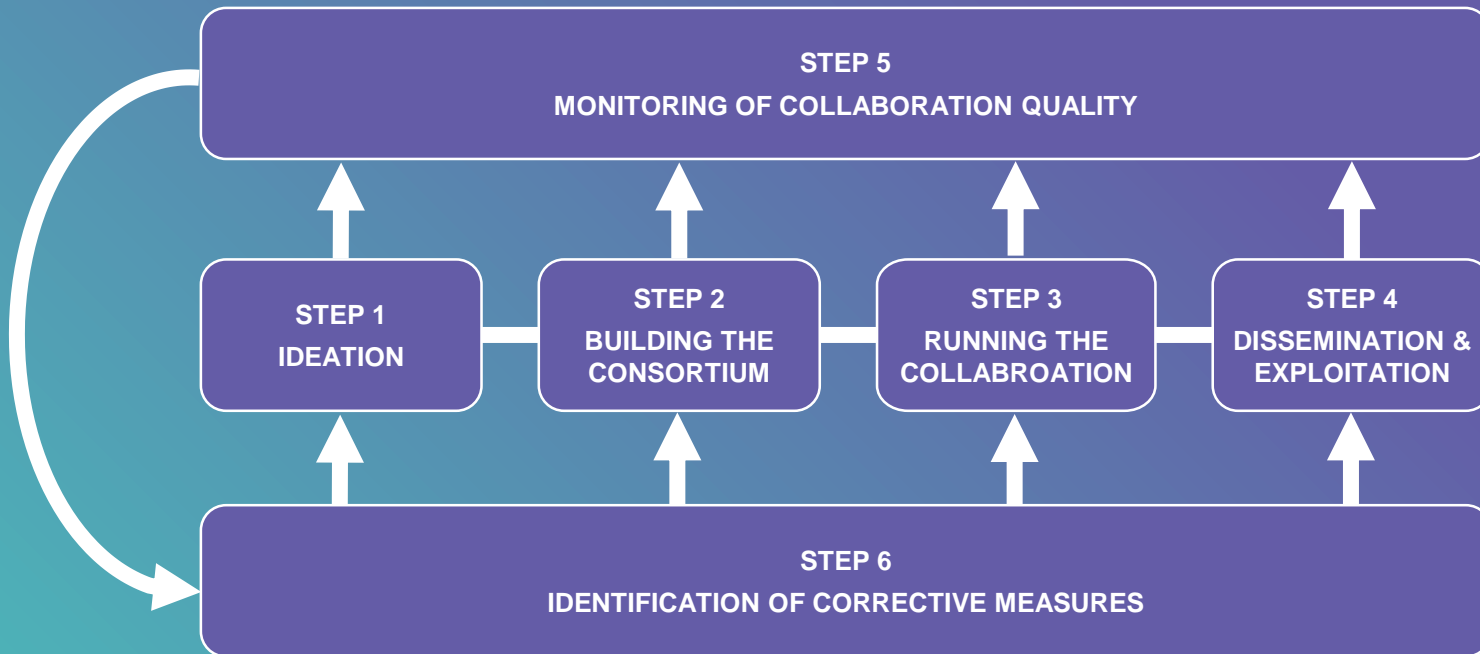 STEP 5
MONITORING OF COLLABORATION QUALITY
STEP 1
IDEATION
STEP 2
BUILDING THE
CONSORTIUM
STEP 3
RUNNING THE
COLLABROATION
STEP 4
DISSEMINATION &
EXPLOITATION
STEP 6
IDENTIFICATION OF CORRECTIVE MEASURES